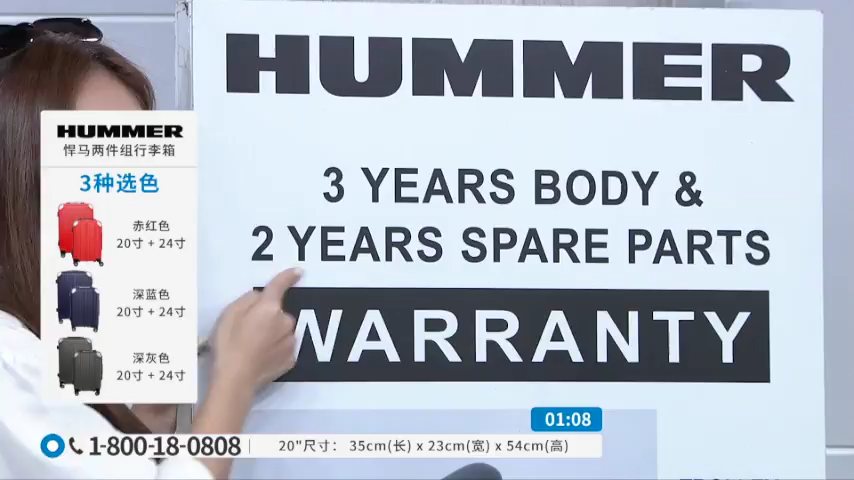 HUMMER
3 YEARS BODY &
2 YEARS SPARE PARTS
WARRANTY
HUMMER
悍马两件组行李箱
3种选色
赤红色
20寸 + 24寸
深蓝色
20寸 + 24寸
深灰色
20寸 + 24寸
01:08
1-800-18-0808
20"尺寸： 35cm(长) x 23cm(宽) x 54cm(高)